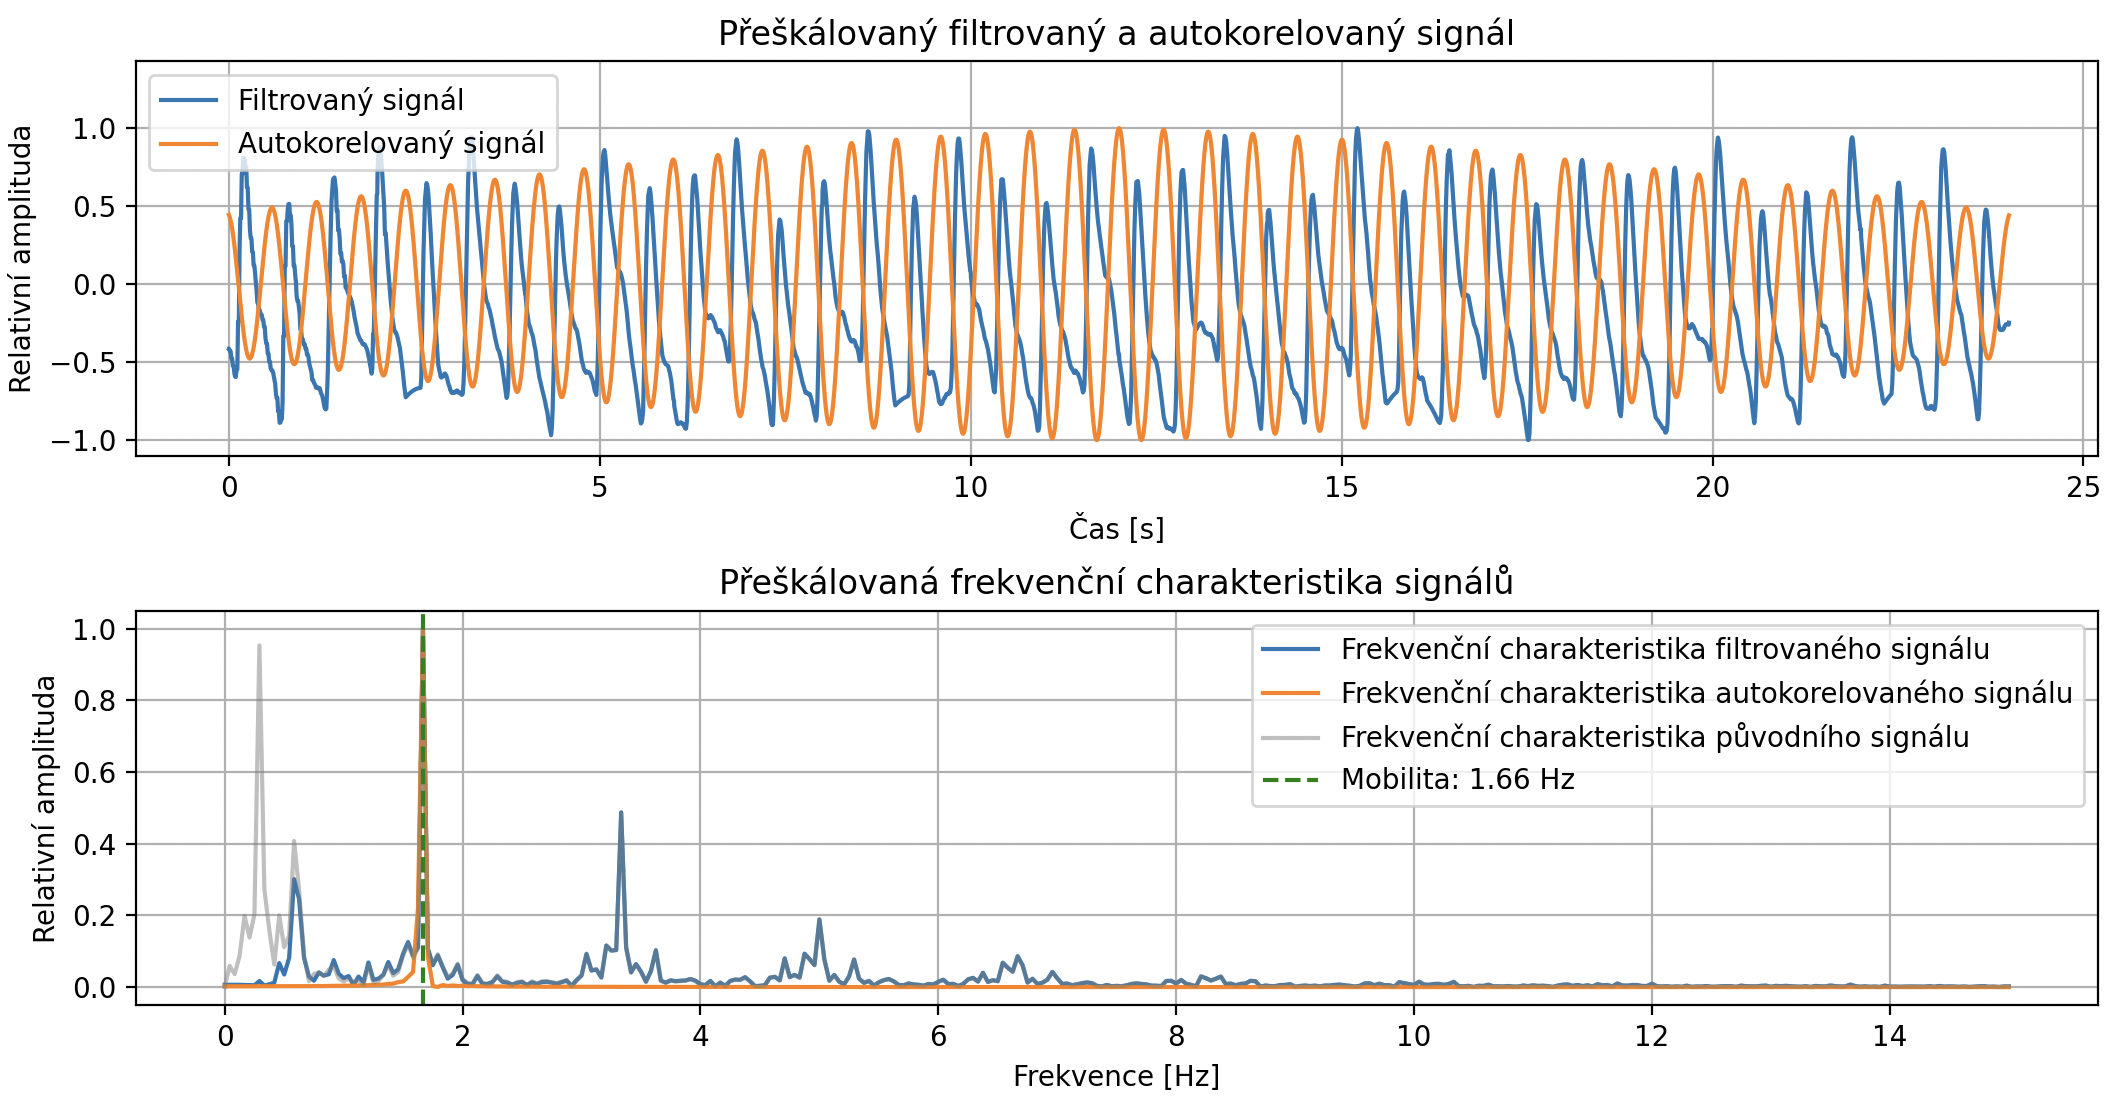 Přeškálovaný filtrovaný a autokorelovaný signál
Filtrovaný signál
Autokorelovaný signál
Relativní amplituda
1.0
0.5
0.0
−0.5
−1.0
0 5 10 15 20 25
Čas [s]
Přeškálovaná frekvenční charakteristika signálů
Frekvenční charakteristika filtrovaného signálu
Frekvenční charakteristika autokorelovaného signálu
Frekvenční charakteristika původního signálu
Mobilita: 1.66 Hz
Relativní amplituda
1.0
0.8
0.6
0.4
0.2
0.0
0 2 4 6 8 10 12 14
Frekvence [Hz]